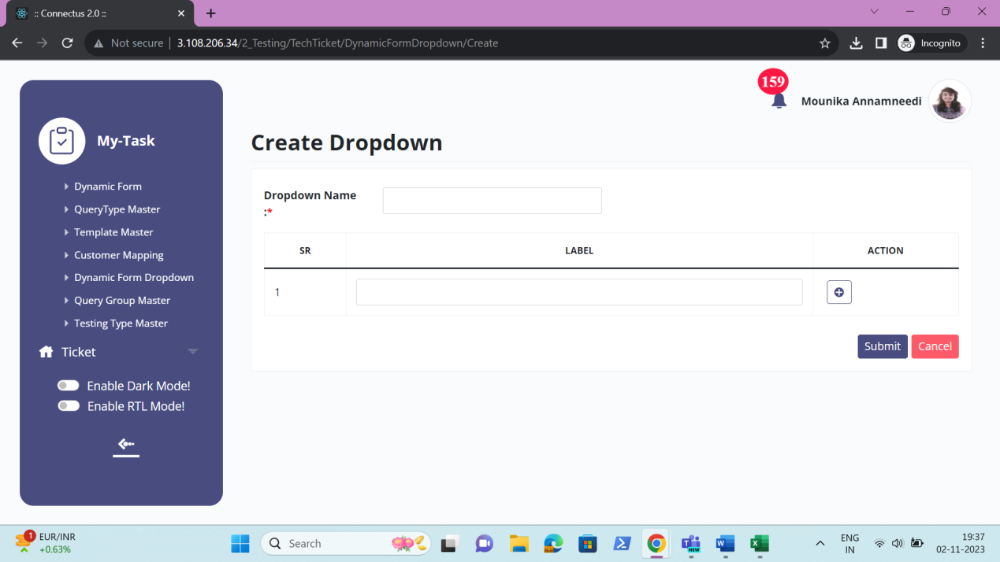 :: Connectus 2.0 ::
Not secure | 3.108.206.34/2_Testing/TechTicket/DynamicFormDropdown/Create
Incognito
159
Mounika Annamneedi
My-Task
Dynamic Form
QueryType Master
Template Master
Customer Mapping
Dynamic Form Dropdown
Query Group Master
Testing Type Master
Ticket
Enable Dark Mode!
Enable RTL Mode!
Create Dropdown
Dropdown Name
:*
SR LABEL ACTION
1
Submit Cancel
1
EUR/INR
+0.63%
Search
NEW
ENG
IN
19:37
02-11-2023